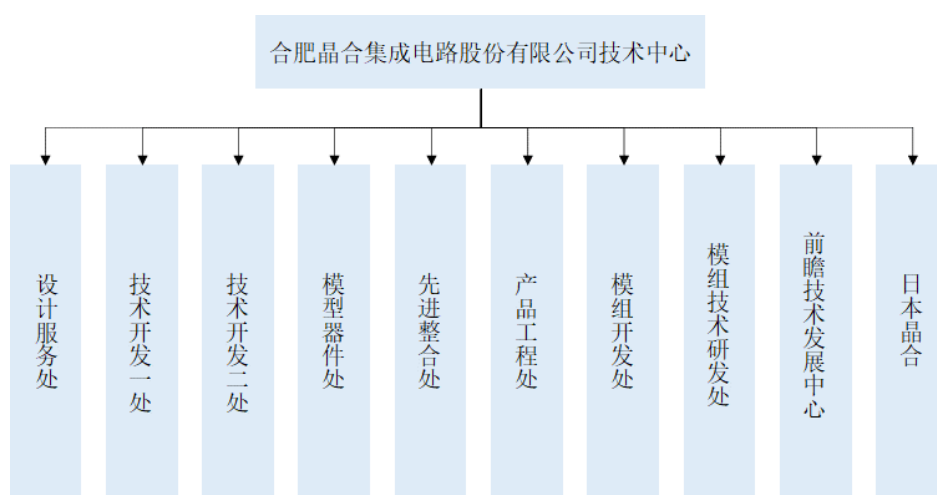 合肥晶合集成电路股份有限公司技术中心
设计服务处
技术开发一处
技术开发二处
模型器件处
先进整合处
产品工程处
模组开发处
模组技术研发处
前瞻技术发展中心
日本晶合